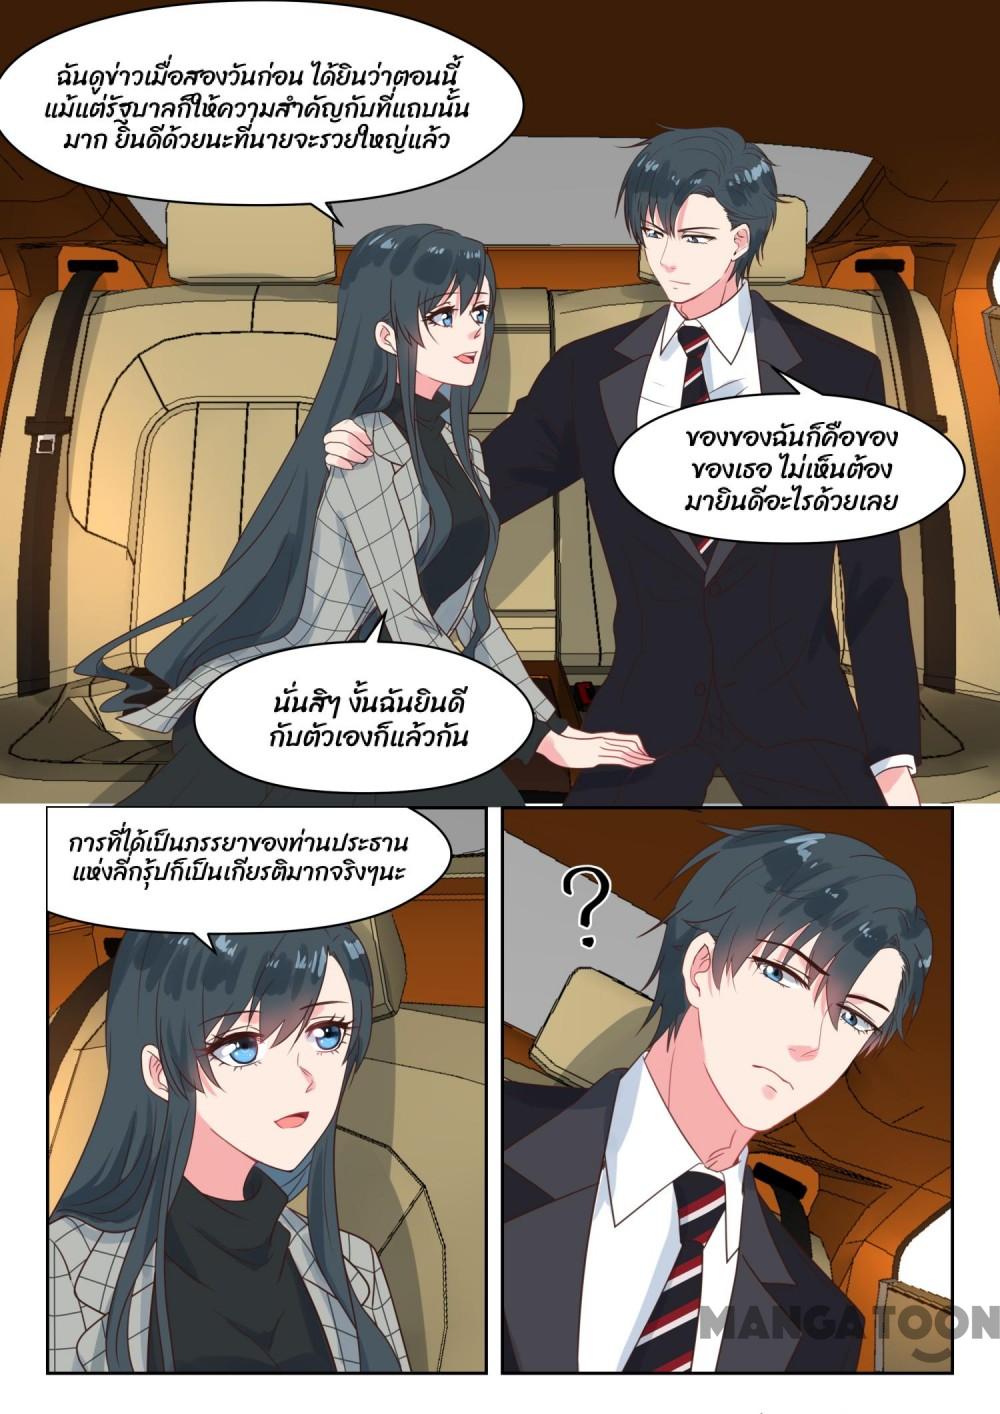 ฉันดูข่าวเมื่อสองวันก่อน ได้ยินว่าตอนนี้
แม้แต่รัฐบาลก็ให้ความสำคัญกับที่แถบนั้น
มาก ยินดีด้วยนะที่นายจะรวยใหญ่แล้ว
ของของฉันก็คือของ
ของเธอ ไม่เห็นต้อง
มายินดีอะไรด้วยเลย
นั่นสิๆ งั้นฉันยินดี
กับตัวเองก็แล้วกัน
การที่ได้เป็นภรรยาของท่านประธาน
แห่งลี่กรุ้ปก็เป็นเกียรติมากจริงๆนะ
?
MANGATOON